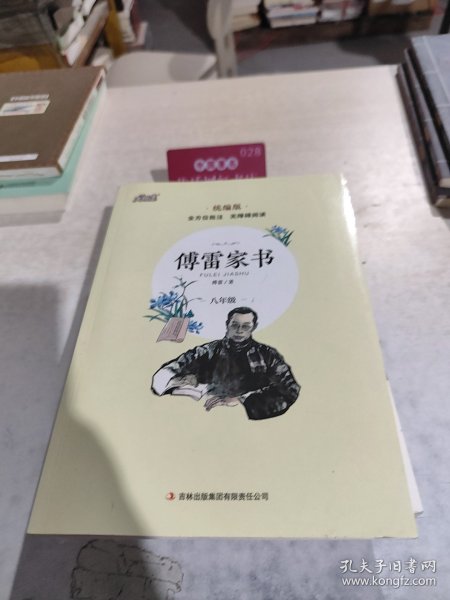 028
·统编版·
全方位批注 无障碍阅读
傅雷家书
FULEI JIASHU
傅雷/著
八年级
吉林出版集团有限责任公司
孔夫子旧书网
www.kongfz.com